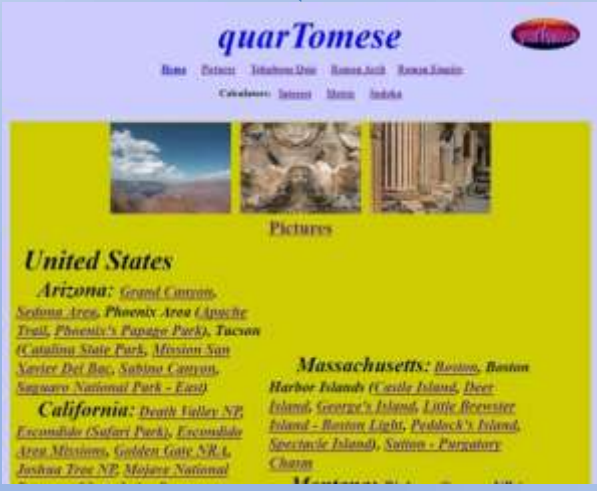 quarTomese
Home Pictures Telephone Quiz Roman Arch Roman Empire
Calculators: Interest Metric Sudoku
Pictures
United States
Arizona: Grand Canyon,
Sedona Area, Phoenix Area (Apache
Trail, Phoenix's Papago Park), Tucson
(Catalina State Park, Mission San
Xavier Del Bac, Sabino Canyon,
Saguaro National Park - East)
California: Death Valley NP,
Escondido (Safari Park), Escondido
Area Missions, Golden Gate NRA,
Joshua Tree NP, Mojave National
Massachusetts: Boston, Boston
Harbor Islands (Castle Island, Deer
Island, George's Island, Little Brewster
Island - Boston Light, Peddock's Island,
Spectacle Island), Sutton - Purgatory
Chasm